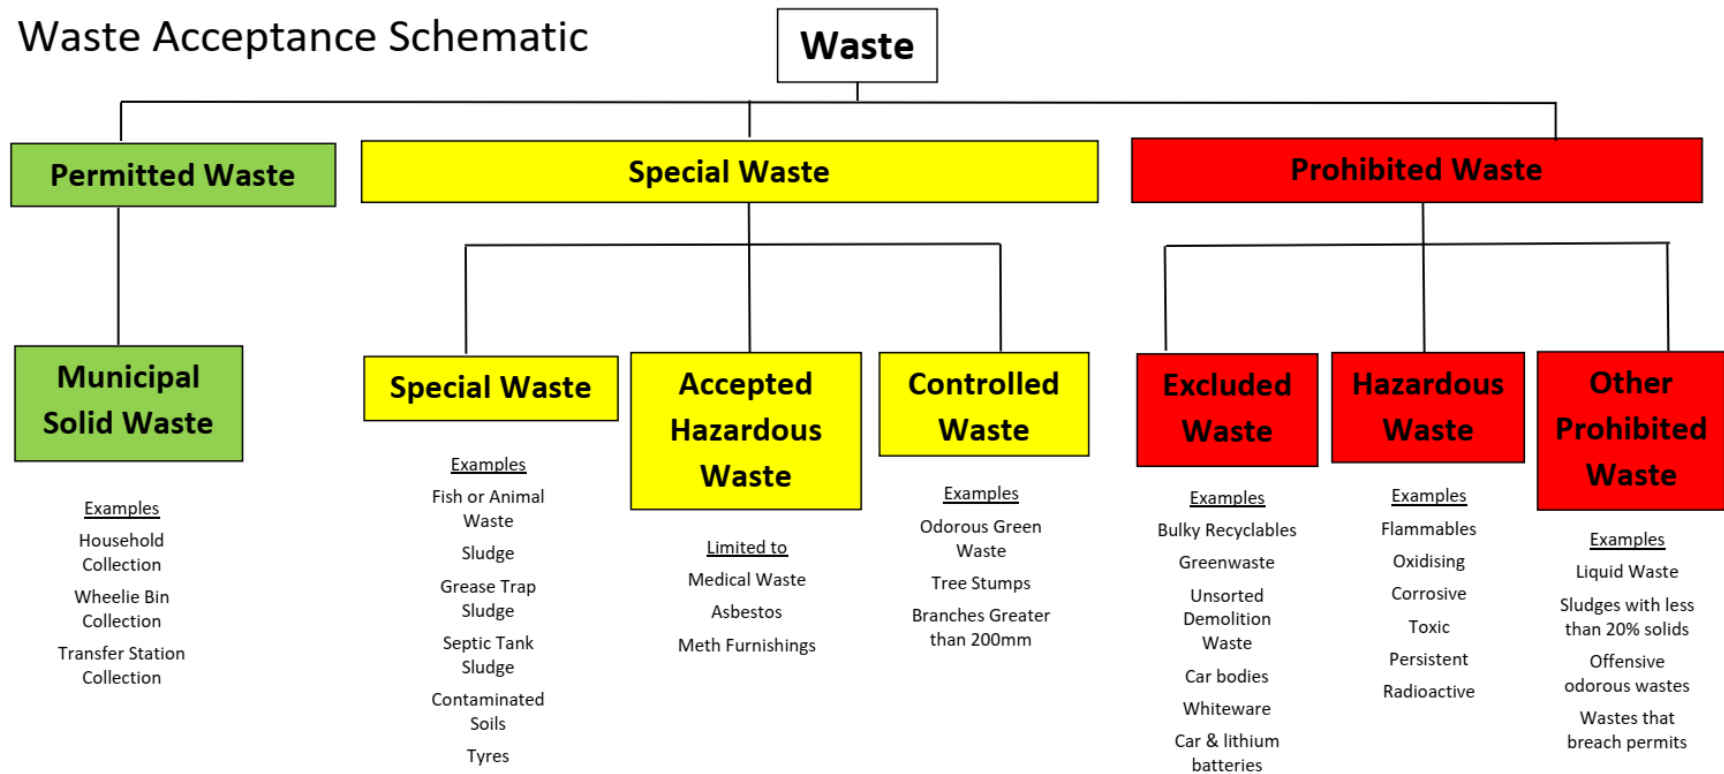 Waste Acceptance Schematic
Waste
Permitted Waste
Special Waste
Prohibited Waste
Municipal
Solid Waste
Examples
Household
Collection
Wheelie Bin
Collection
Transfer Station
Collection
Special Waste
Examples
Fish or Animal
Waste
Sludge
Grease Trap
Sludge
Septic Tank
Sludge
Contaminated
Soils
Tyres
Accepted
Hazardous
Waste
Limited to
Medical Waste
Asbestos
Meth Furnishings
Controlled
Waste
Examples
Odorous Green
Waste
Tree Stumps
Branches Greater
than 200mm
Excluded
Waste
Examples
Bulky Recyclables
Greenwaste
Unsorted
Demolition
Waste
Car bodies
Whiteware
Car & lithium
batteries
Hazardous
Waste
Examples
Flammables
Oxidising
Corrosive
Toxic
Persistent
Radioactive
Other
Prohibited
Waste
Examples
Liquid Waste
Sludges with less
than 20% solids
Offensive
odorous wastes
Wastes that
breach permits